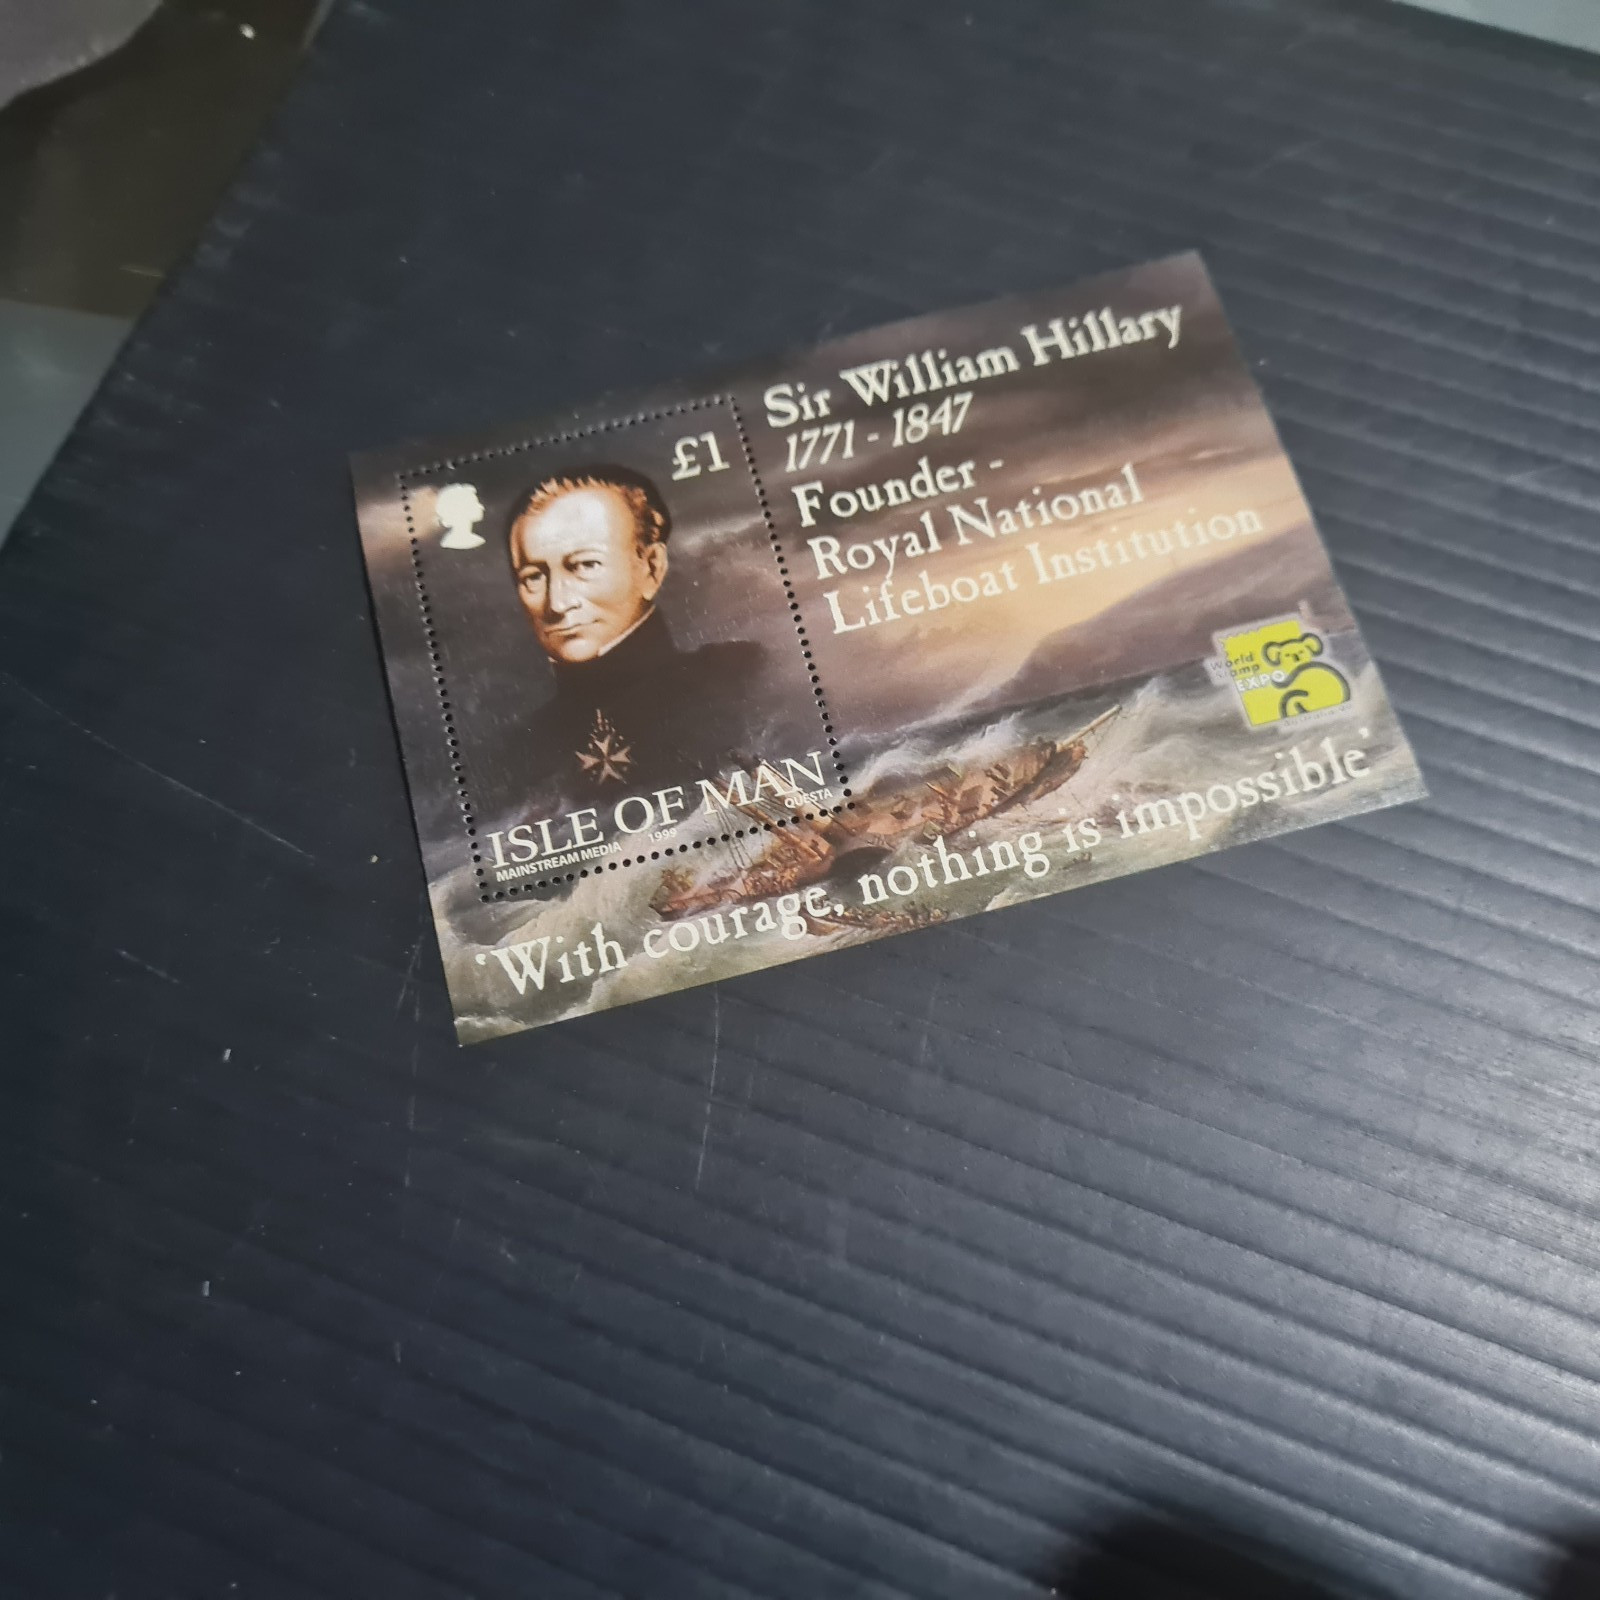 £1
ISLE OF MAN
MAINSTREAM MEDIA 1999 QUESTA
Sir William Hillary
1771 - 1847
Founder -
Royal National
Lifeboat Institution
World
Stamp
EXPO
'With courage, nothing is impossible'